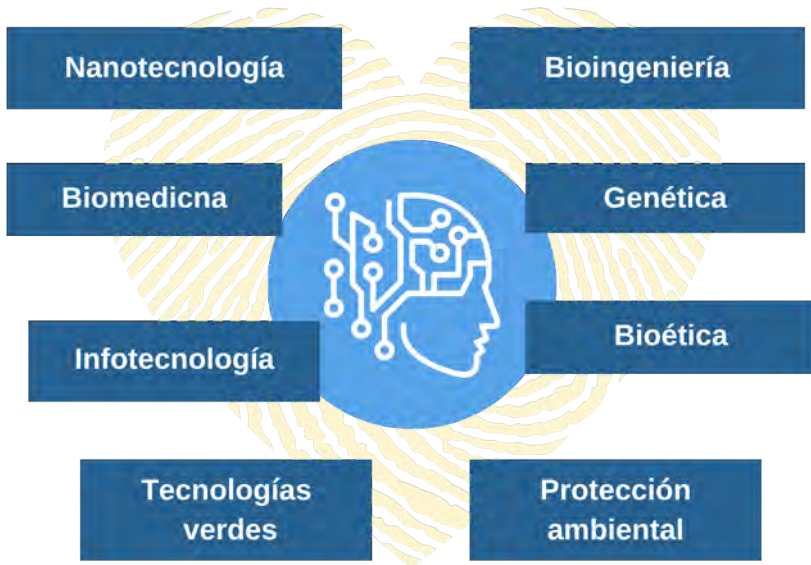 Nanotecnología
Bioingeniería
Biomedicna
Genética
Infotecnología
Bioética
Tecnologías
verdes
Protección
ambiental